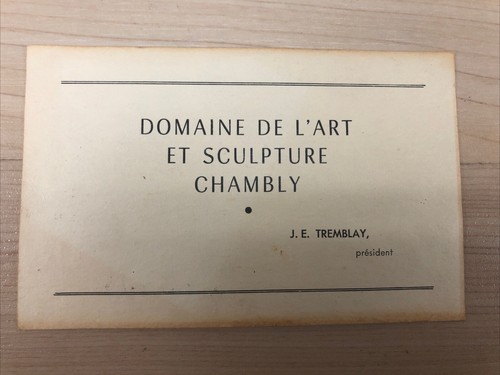 DOMAINE DE L'ART
ET SCULPTURE
CHAMBLY
•
J. E. TREMBLAY,
président